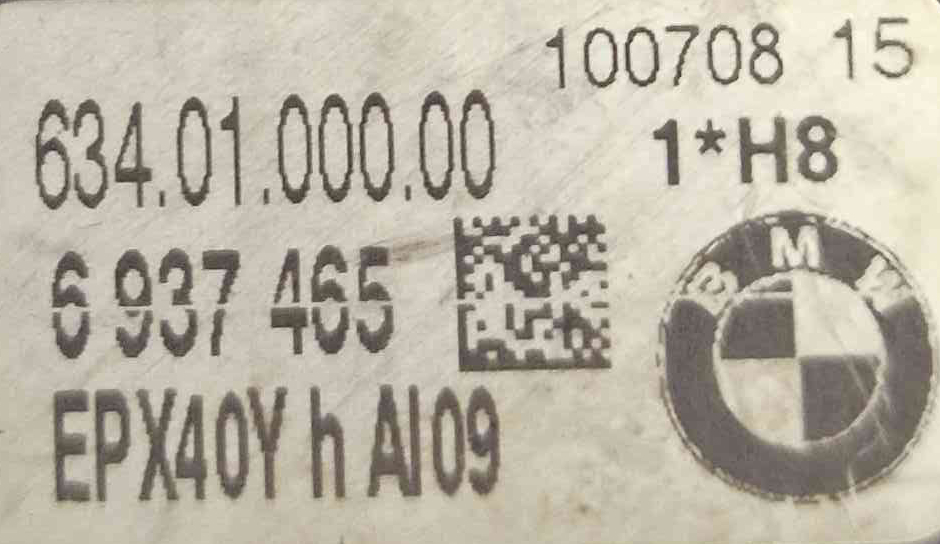 100708 15
634.01.000.00
1*H8
6 937 465
BMW
EPX40Y h AI09